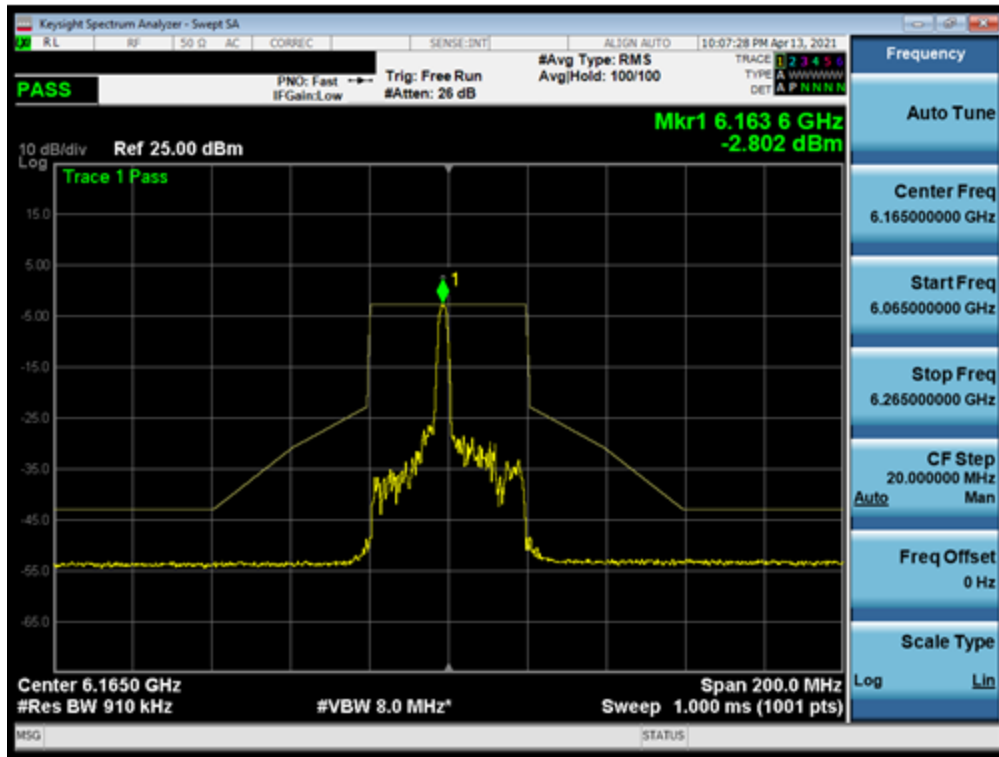 Keysight Spectrum Analyzer - Swept SA
RL RF 50 Ω AC CORREC SENSE:INT ALIGN AUTO 10:07:28 PM Apr 13, 2021
Frequency
PASS
PNO: Fast
IFGain:Low
Trig: Free Run
#Atten: 26 dB
#Avg Type: RMS
Avg|Hold: 100/100
TRACE 1 2 3 4 5 6
TYPE A WWWWW
DET A P N N N N
Auto Tune
Mkr1 6.163 6 GHz
-2.802 dBm
10 dB/div Ref 25.00 dBm
Log
Trace 1 Pass
15.0
5.00
-5.00
-15.0
-25.0
-35.0
-45.0
-55.0
-65.0
1
Center Freq
6.165000000 GHz
Start Freq
6.065000000 GHz
Stop Freq
6.265000000 GHz
CF Step
20.000000 MHz
Auto Man
Freq Offset
0 Hz
Scale Type
Log Lin
Center 6.1650 GHz Span 200.0 MHz
#Res BW 910 kHz #VBW 8.0 MHz* Sweep 1.000 ms (1001 pts)
MSG STATUS